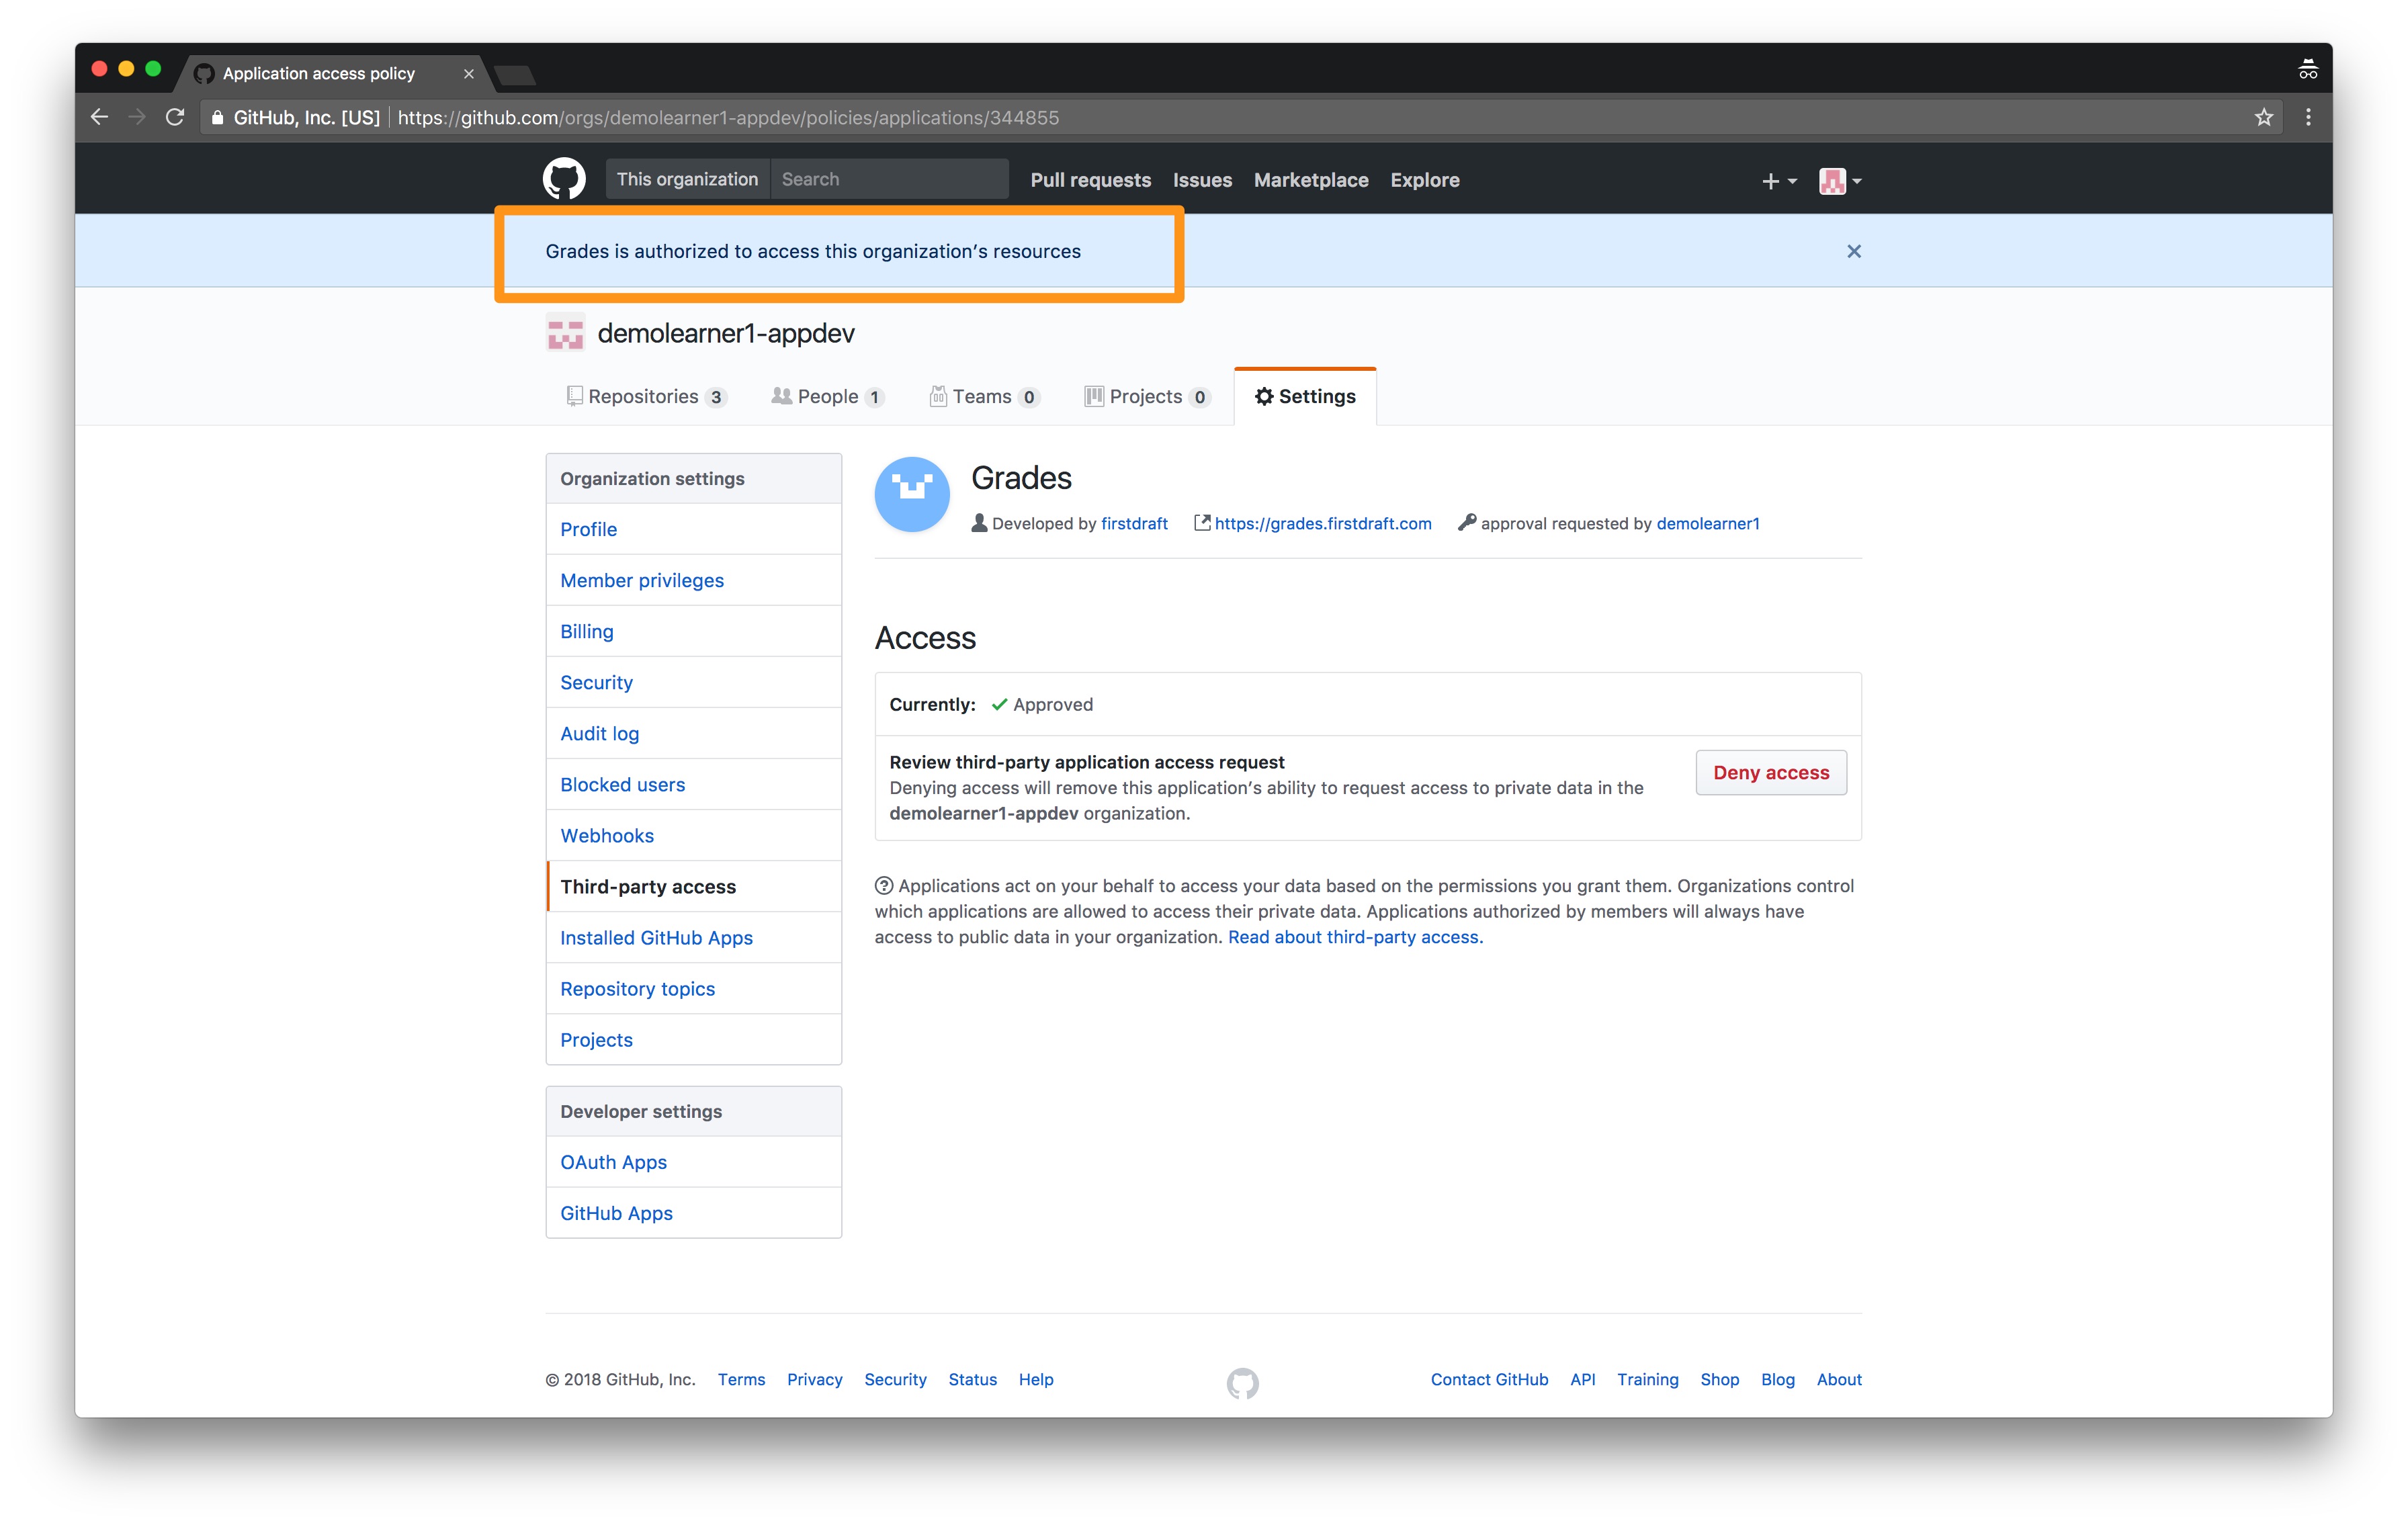 Application access policy
GitHub, Inc. [US] https://github.com/orgs/demolearner1-appdev/policies/applications/344855
This organization Search Pull requests Issues Marketplace Explore
Grades is authorized to access this organization’s resources
demolearner1-appdev
Repositories 3 People 1 Teams 0 Projects 0 Settings
Organization settings
Profile
Member privileges
Billing
Security
Audit log
Blocked users
Webhooks
Third-party access
Installed GitHub Apps
Repository topics
Projects
Developer settings
OAuth Apps
GitHub Apps
Grades
Developed by firstdraft https://grades.firstdraft.com approval requested by demolearner1
Access
Currently: Approved
Review third-party application access request
Denying access will remove this application’s ability to request access to private data in the
demolearner1-appdev organization.
Deny access
Applications act on your behalf to access your data based on the permissions you grant them. Organizations control
which applications are allowed to access their private data. Applications authorized by members will always have
access to public data in your organization. Read about third-party access.
© 2018 GitHub, Inc. Terms Privacy Security Status Help Contact GitHub API Training Shop Blog About